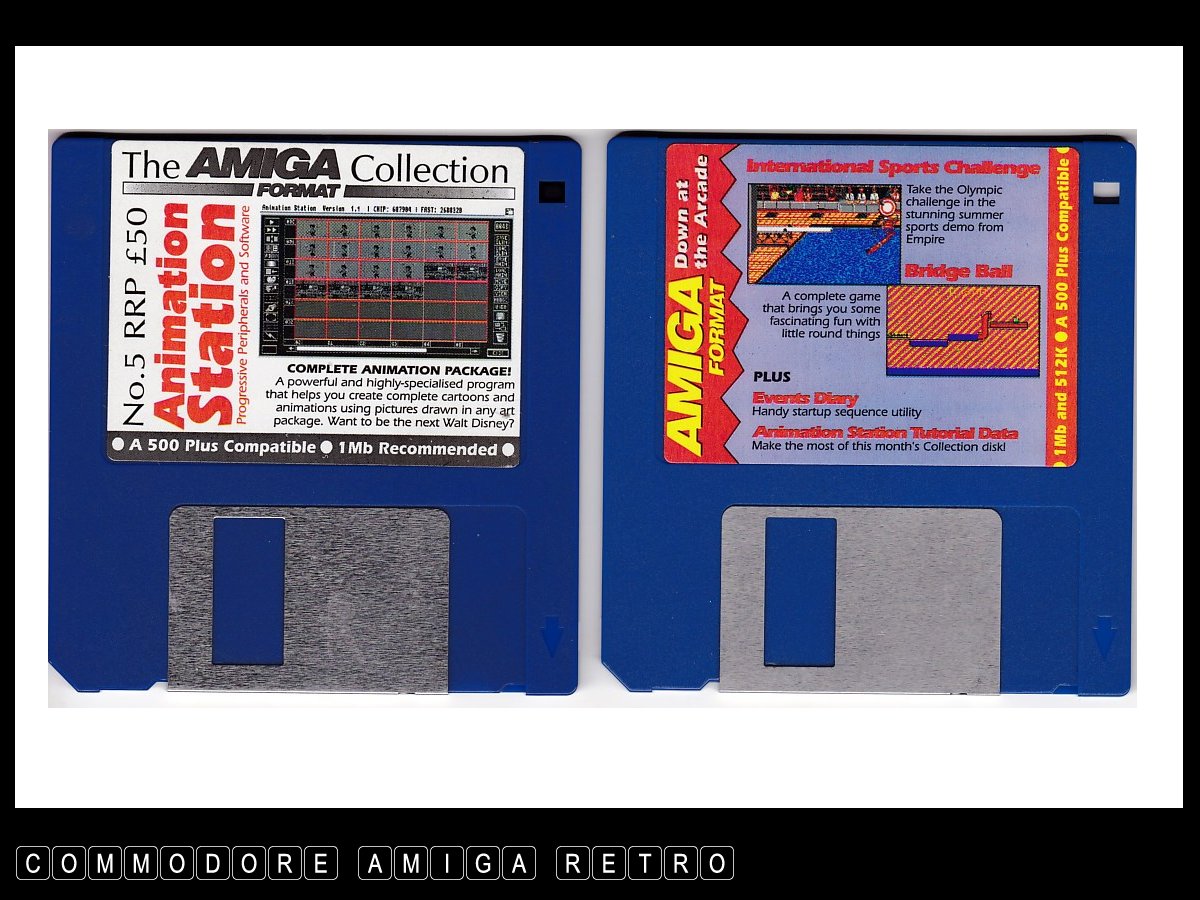 The AMIGA Collection
FORMAT
No.5 RRP £50
Animation
Station
Progressive Peripherals and Software
Animation Station Version 1.1
COMPLETE ANIMATION PACKAGE!
A powerful and highly-specialised program
that helps you create complete cartoons and
animations using pictures drawn in any art
package. Want to be the next Walt Disney?
● A 500 Plus Compatible ● 1Mb Recommended ●
AMIGA
FORMAT
Down at
the Arcade
International Sports Challenge
Take the Olympic
challenge in the
stunning summer
sports demo from
Empire
Bridge Ball
A complete game
that brings you some
fascinating fun with
little round things
PLUS
Events Diary
Handy startup sequence utility
Animation Station Tutorial Data
Make the most of this month's Collection disk!
● 1Mb and 512K ● A 500 Plus Compatible ●
COMMODORE AMIGA RETRO